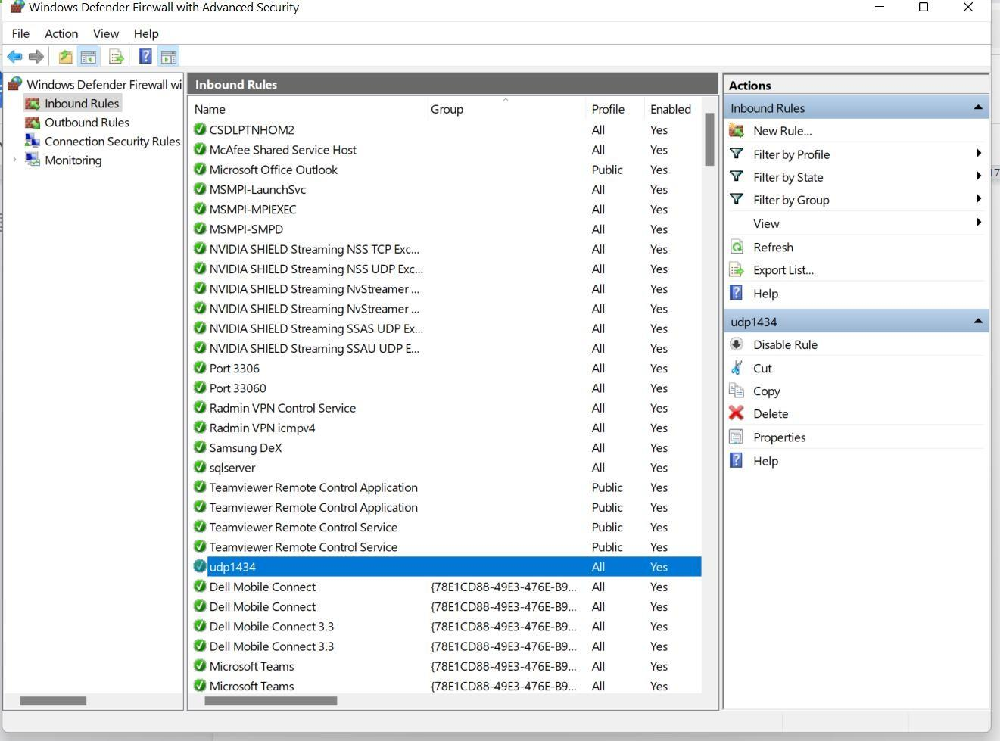 Windows Defender Firewall with Advanced Security
File Action View Help
Windows Defender Firewall wi
Inbound Rules
Outbound Rules
Connection Security Rules
Monitoring
Inbound Rules
Name Group Profile Enabled
CSDLPTNHOM2 All Yes
McAfee Shared Service Host All Yes
Microsoft Office Outlook Public Yes
MSMPI-LaunchSvc All Yes
MSMPI-MPIEXEC All Yes
MSMPI-SMPD All Yes
NVIDIA SHIELD Streaming NSS TCP Exc... All Yes
NVIDIA SHIELD Streaming NSS UDP Exc... All Yes
NVIDIA SHIELD Streaming NvStreamer ... All Yes
NVIDIA SHIELD Streaming NvStreamer ... All Yes
NVIDIA SHIELD Streaming SSAS UDP Ex... All Yes
NVIDIA SHIELD Streaming SSAU UDP E... All Yes
Port 3306 All Yes
Port 33060 All Yes
Radmin VPN Control Service All Yes
Radmin VPN icmpv4 All Yes
Samsung DeX All Yes
sqlserver All Yes
Teamviewer Remote Control Application Public Yes
Teamviewer Remote Control Application Public Yes
Teamviewer Remote Control Service Public Yes
Teamviewer Remote Control Service Public Yes
udp1434 All Yes
Dell Mobile Connect {78E1CD88-49E3-476E-B9... All Yes
Dell Mobile Connect {78E1CD88-49E3-476E-B9... All Yes
Dell Mobile Connect 3.3 {78E1CD88-49E3-476E-B9... All Yes
Dell Mobile Connect 3.3 {78E1CD88-49E3-476E-B9... All Yes
Microsoft Teams {78E1CD88-49E3-476E-B9... All Yes
Microsoft Teams {78E1CD88-49E3-476E-B9... All Yes
Actions
Inbound Rules
New Rule...
Filter by Profile
Filter by State
Filter by Group
View
Refresh
Export List...
Help
udp1434
Disable Rule
Cut
Copy
Delete
Properties
Help
17